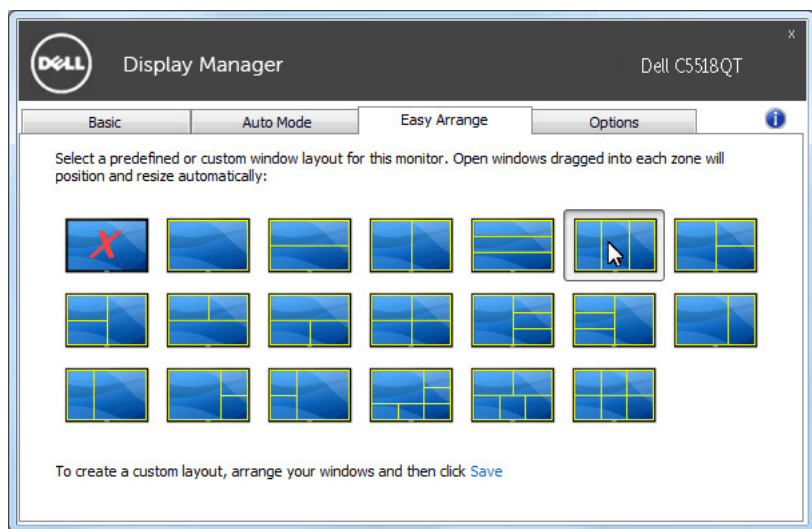 DELL
Display Manager
Dell C5518QT
x
Basic
Auto Mode
Easy Arrange
Options
i
Select a predefined or custom window layout for this monitor. Open windows dragged into each zone will
position and resize automatically:
X
To create a custom layout, arrange your windows and then click Save